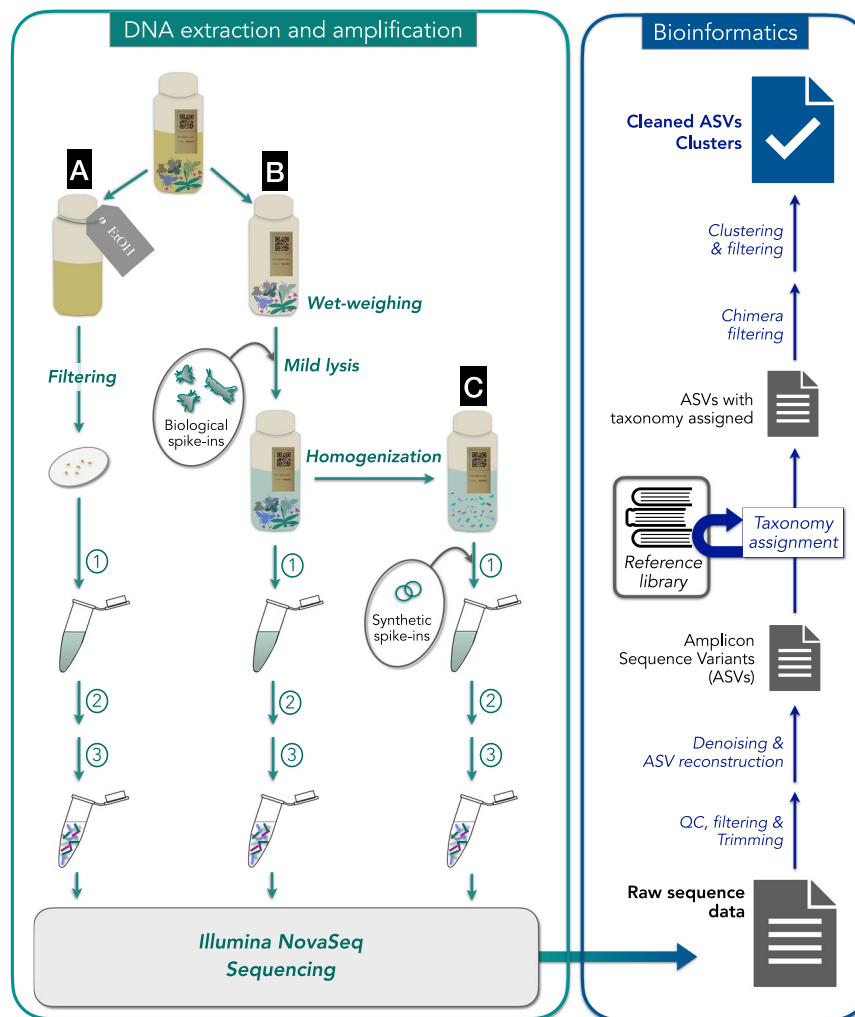 DNA extraction and amplification
A
B
EtOH
Wet-weighing
Filtering
Mild lysis
Biological
spike-ins
C
Homogenization
1
1
1
Synthetic
spike-ins
2
2
2
3
3
3
Illumina NovaSeq
Sequencing
Bioinformatics
Cleaned ASVs
Clusters
Clustering
& filtering
Chimera
filtering
ASVs with
taxonomy assigned
Taxonomy
assignment
Reference
library
Amplicon
Sequence Variants
(ASVs)
Denoising &
ASV reconstruction
QC, filtering &
Trimming
Raw sequence
data